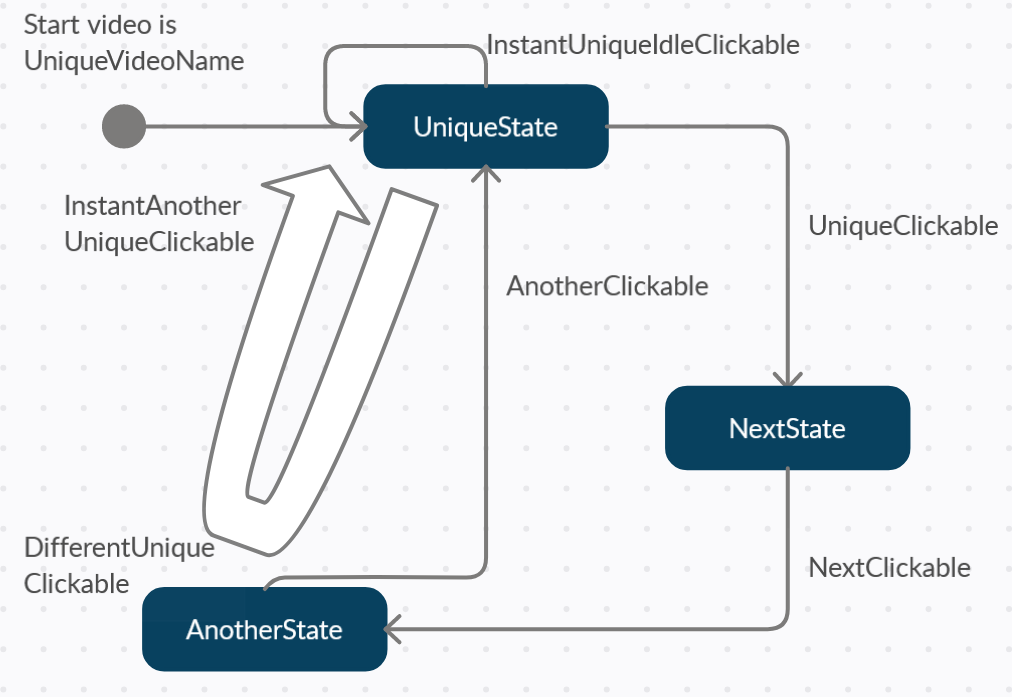 Start video is
UniqueVideoName
InstantUniqueIdleClickable
UniqueState
InstantAnother
UniqueClickable
UniqueClickable
AnotherClickable
NextState
DifferentUnique
Clickable
NextClickable
AnotherState